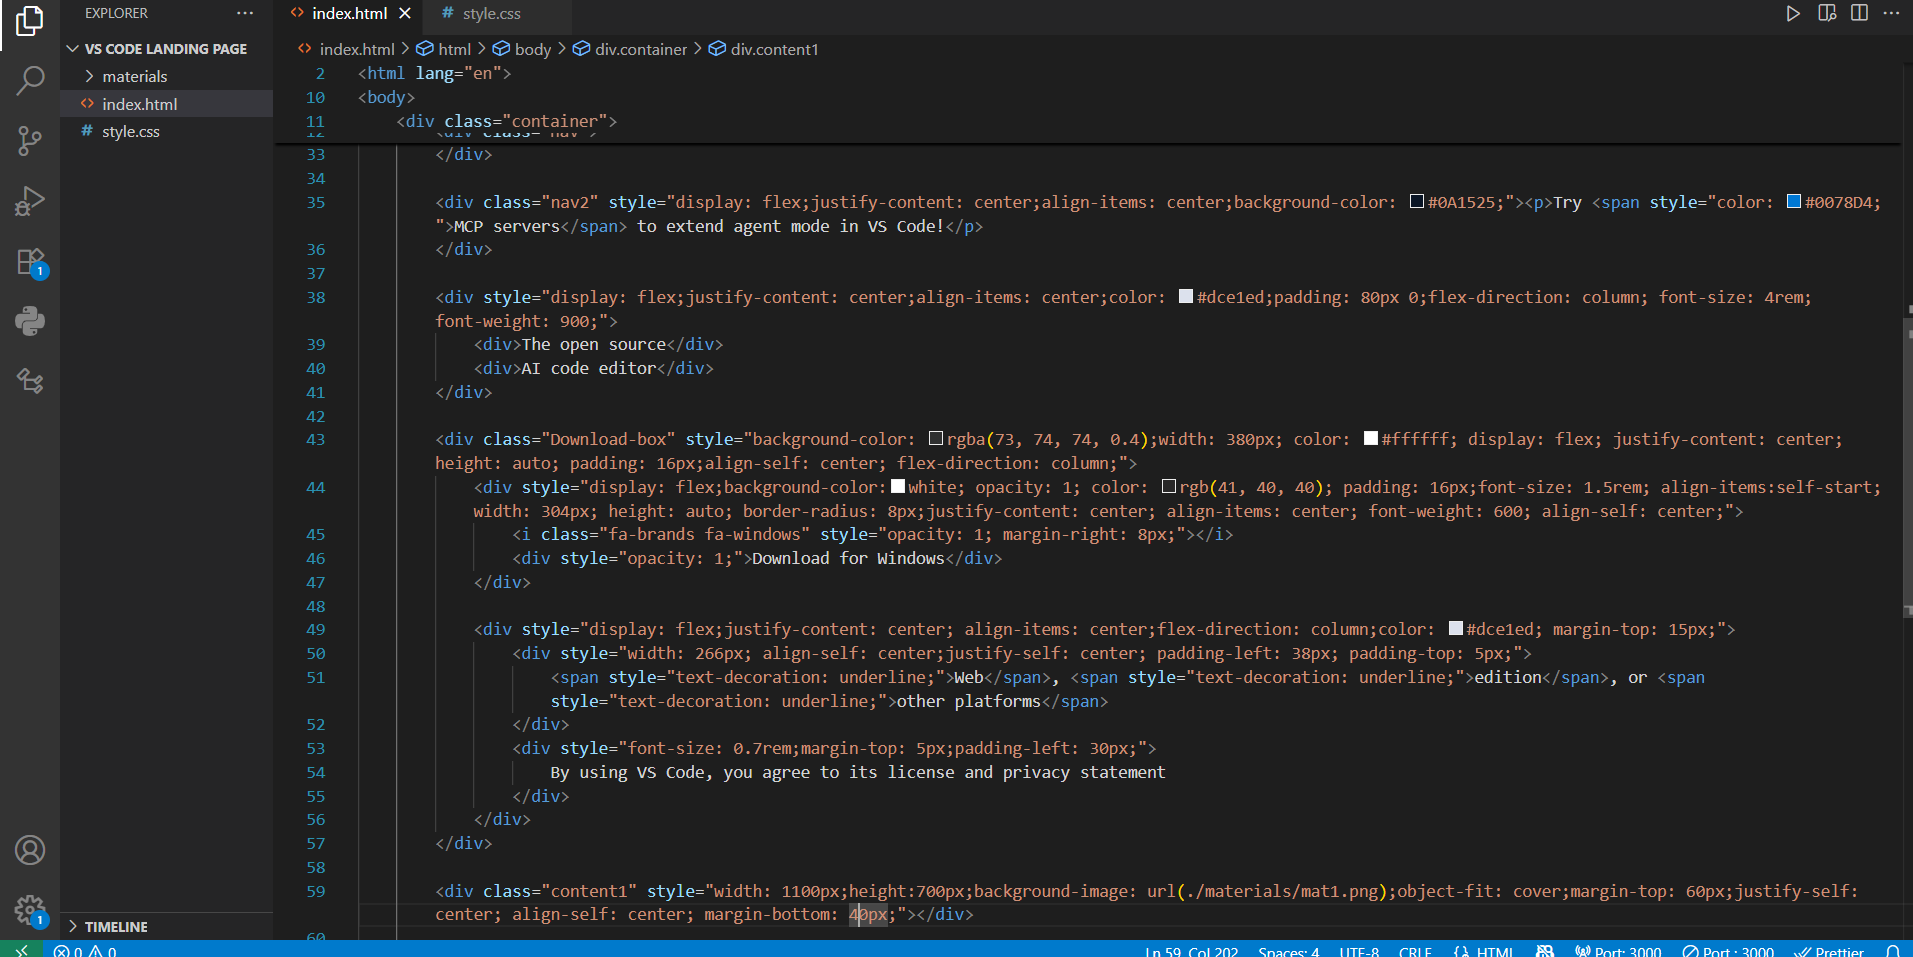 EXPLORER
index.html
# style.css
VS CODE LANDING PAGE
materials
index.html
# style.css
index.html > html > body > div.container > div.content1
2 <html lang="en">
10 <body>
11 <div class="container">
12 <div class="nav">
33 </div>
34
35 <div class="nav2" style="display: flex;justify-content: center;align-items: center;background-color: #0A1525;"><p>Try <span style="color: #0078D4;
">MCP servers</span> to extend agent mode in VS Code!</p>
36 </div>
37
38 <div style="display: flex;justify-content: center;align-items: center;color: #dce1ed;padding: 80px 0;flex-direction: column; font-size: 4rem;
font-weight: 900;">
39 <div>The open source</div>
40 <div>AI code editor</div>
41 </div>
42
43 <div class="Download-box" style="background-color: rgba(73, 74, 74, 0.4);width: 380px; color: #ffffff; display: flex; justify-content: center;
height: auto; padding: 16px;align-self: center; flex-direction: column;">
44 <div style="display: flex;background-color: white; opacity: 1; color: rgb(41, 40, 40); padding: 16px;font-size: 1.5rem; align-items:self-start;
width: 304px; height: auto; border-radius: 8px;justify-content: center; align-items: center; font-weight: 600; align-self: center;">
45 <i class="fa-brands fa-windows" style="opacity: 1; margin-right: 8px;"></i>
46 <div style="opacity: 1;">Download for Windows</div>
47 </div>
48
49 <div style="display: flex;justify-content: center; align-items: center;flex-direction: column;color: #dce1ed; margin-top: 15px;">
50 <div style="width: 266px; align-self: center;justify-self: center; padding-left: 38px; padding-top: 5px;">
51 <span style="text-decoration: underline;">Web</span>, <span style="text-decoration: underline;">edition</span>, or <span
style="text-decoration: underline;">other platforms</span>
52 </div>
53 <div style="font-size: 0.7rem;margin-top: 5px;padding-left: 30px;">
54 By using VS Code, you agree to its license and privacy statement
55 </div>
56 </div>
57 </div>
58
59 <div class="content1" style="width: 1100px;height:700px;background-image: url(./materials/mat1.png);object-fit: cover;margin-top: 60px;justify-self:
center; align-self: center; margin-bottom: 40px;"></div>
60
1
1
TIMELINE
0 0
Ln 59, Col 202 Spaces: 4 UTF-8 CRLF {} HTML Port: 3000 Port : 3000 Prettier